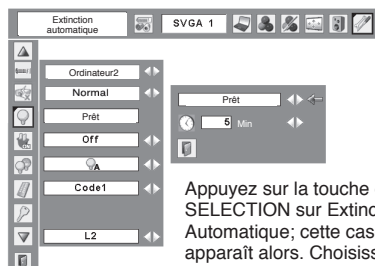 Extinction
automatique
SVGA 1
Ordinateur2
Normal
Prêt
Off
A
Code1
L2
Prêt
5 Min
Appuyez sur la touche
SELECTION sur Extinc
Automatique; cette cas
apparaît alors. Choisiss